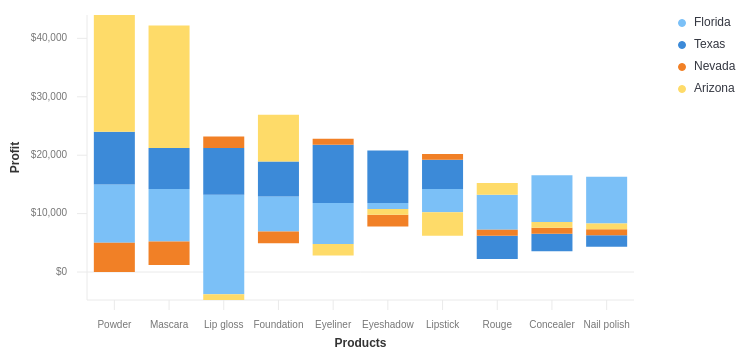 Florida
Texas
Nevada
Arizona
Profit
$40,000
$30,000
$20,000
$10,000
$0
Powder Mascara Lip gloss Foundation Eyeliner Eyeshadow Lipstick Rouge Concealer Nail polish
Products